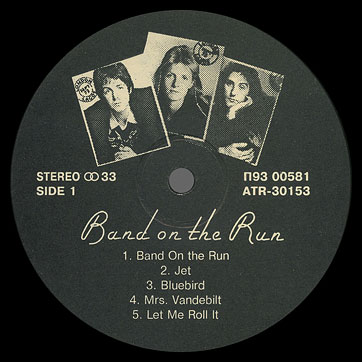 STEREO 33
SIDE 1
П93 00581
ATR-30153
Band on the Run
1. Band On the Run
2. Jet
3. Bluebird
4. Mrs. Vandebilt
5. Let Me Roll It